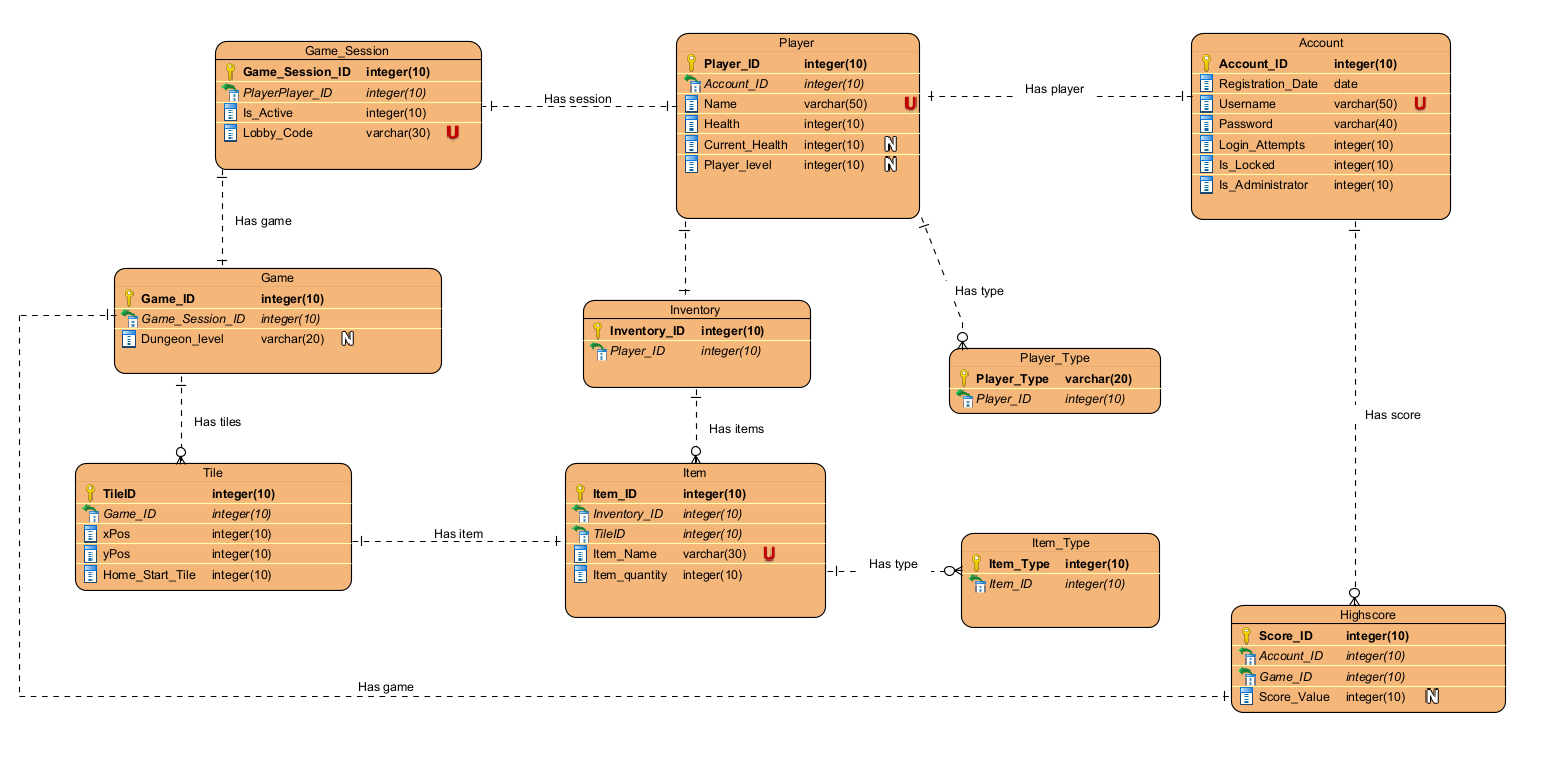 Game_Session
Game_Session_ID integer(10)
PlayerPlayer_ID integer(10)
Is_Active integer(10)
Lobby_Code varchar(30) U
Has session
Player
Player_ID integer(10)
Account_ID integer(10)
Name varchar(50) U
Health integer(10)
Current_Health integer(10) N
Player_level integer(10) N
Has player
Account
Account_ID integer(10)
Registration_Date date
Username varchar(50) U
Password varchar(40)
Login_Attempts integer(10)
Is_Locked integer(10)
Is_Administrator integer(10)
Has game
Game
Game_ID integer(10)
Game_Session_ID integer(10)
Dungeon_level varchar(20) N
Inventory
Inventory_ID integer(10)
Player_ID integer(10)
Has type
Player_Type
Player_Type varchar(20)
Player_ID integer(10)
Has tiles
Has items
Has score
Tile
TileID integer(10)
Game_ID integer(10)
xPos integer(10)
yPos integer(10)
Home_Start_Tile integer(10)
Has item
Item
Item_ID integer(10)
Inventory_ID integer(10)
TileID integer(10)
Item_Name varchar(30) U
Item_quantity integer(10)
Has type
Item_Type
Item_Type integer(10)
Item_ID integer(10)
Highscore
Score_ID integer(10)
Account_ID integer(10)
Game_ID integer(10)
Score_Value integer(10) N
Has game